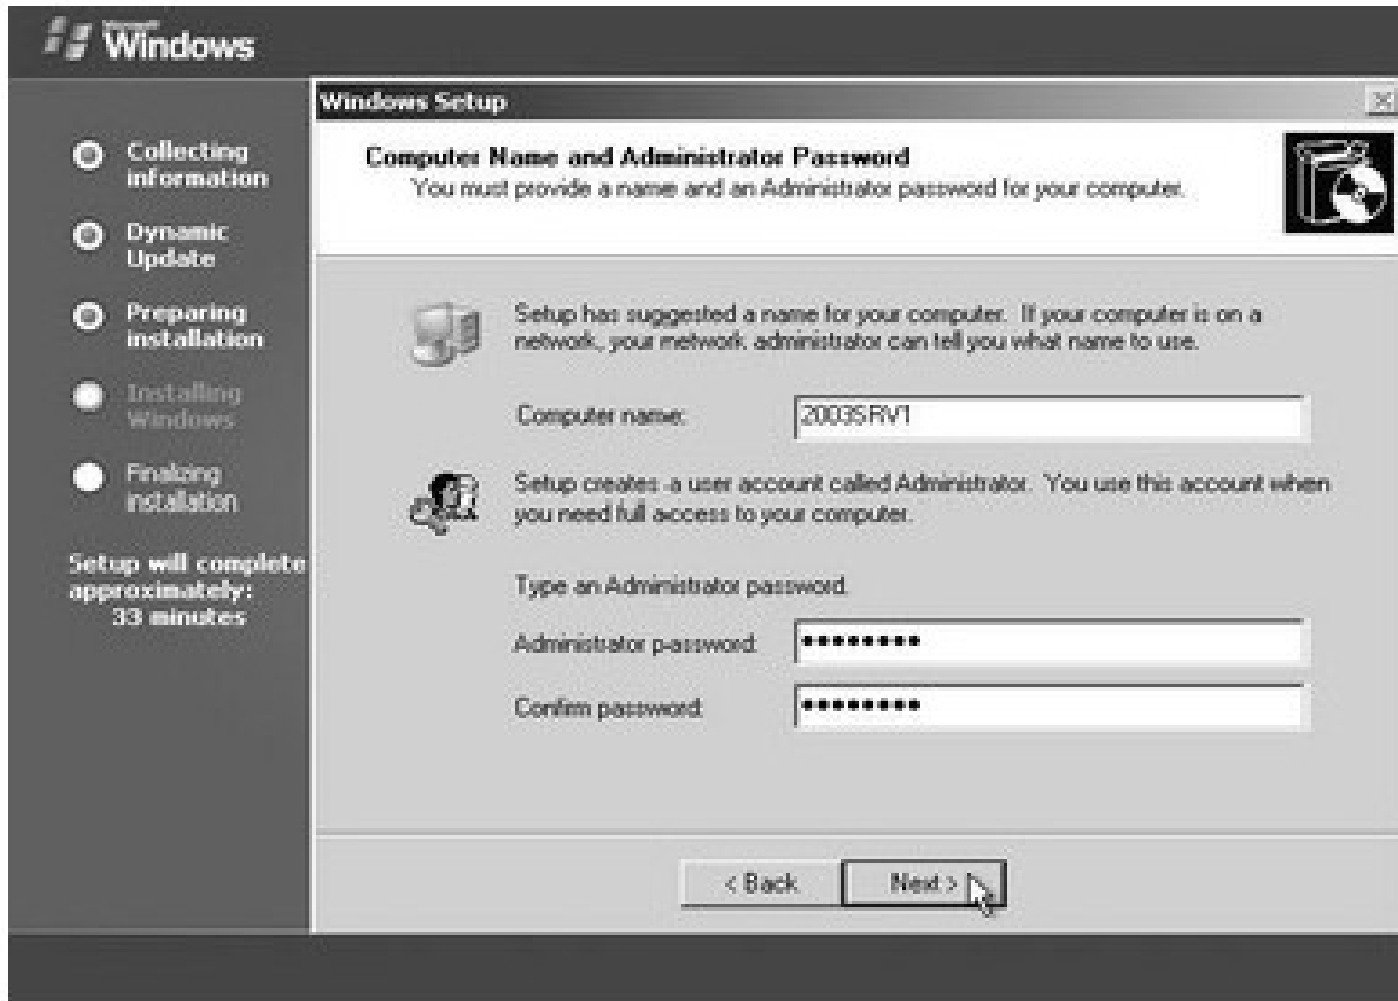 Microsoft
Windows
Collecting
information
Dynamic
Update
Preparing
installation
Installing
Windows
Finalizing
installation
Setup will complete
approximately:
33 minutes
Windows Setup
Computer Name and Administrator Password
You must provide a name and an Administrator password for your computer.
Setup has suggested a name for your computer. If your computer is on a
network, your network administrator can tell you what name to use.
Computer name:
2003SRV1
Setup creates a user account called Administrator. You use this account when
you need full access to your computer.
Type an Administrator password.
Administrator password:
••••••••
Confirm password:
••••••••
< Back
Next >